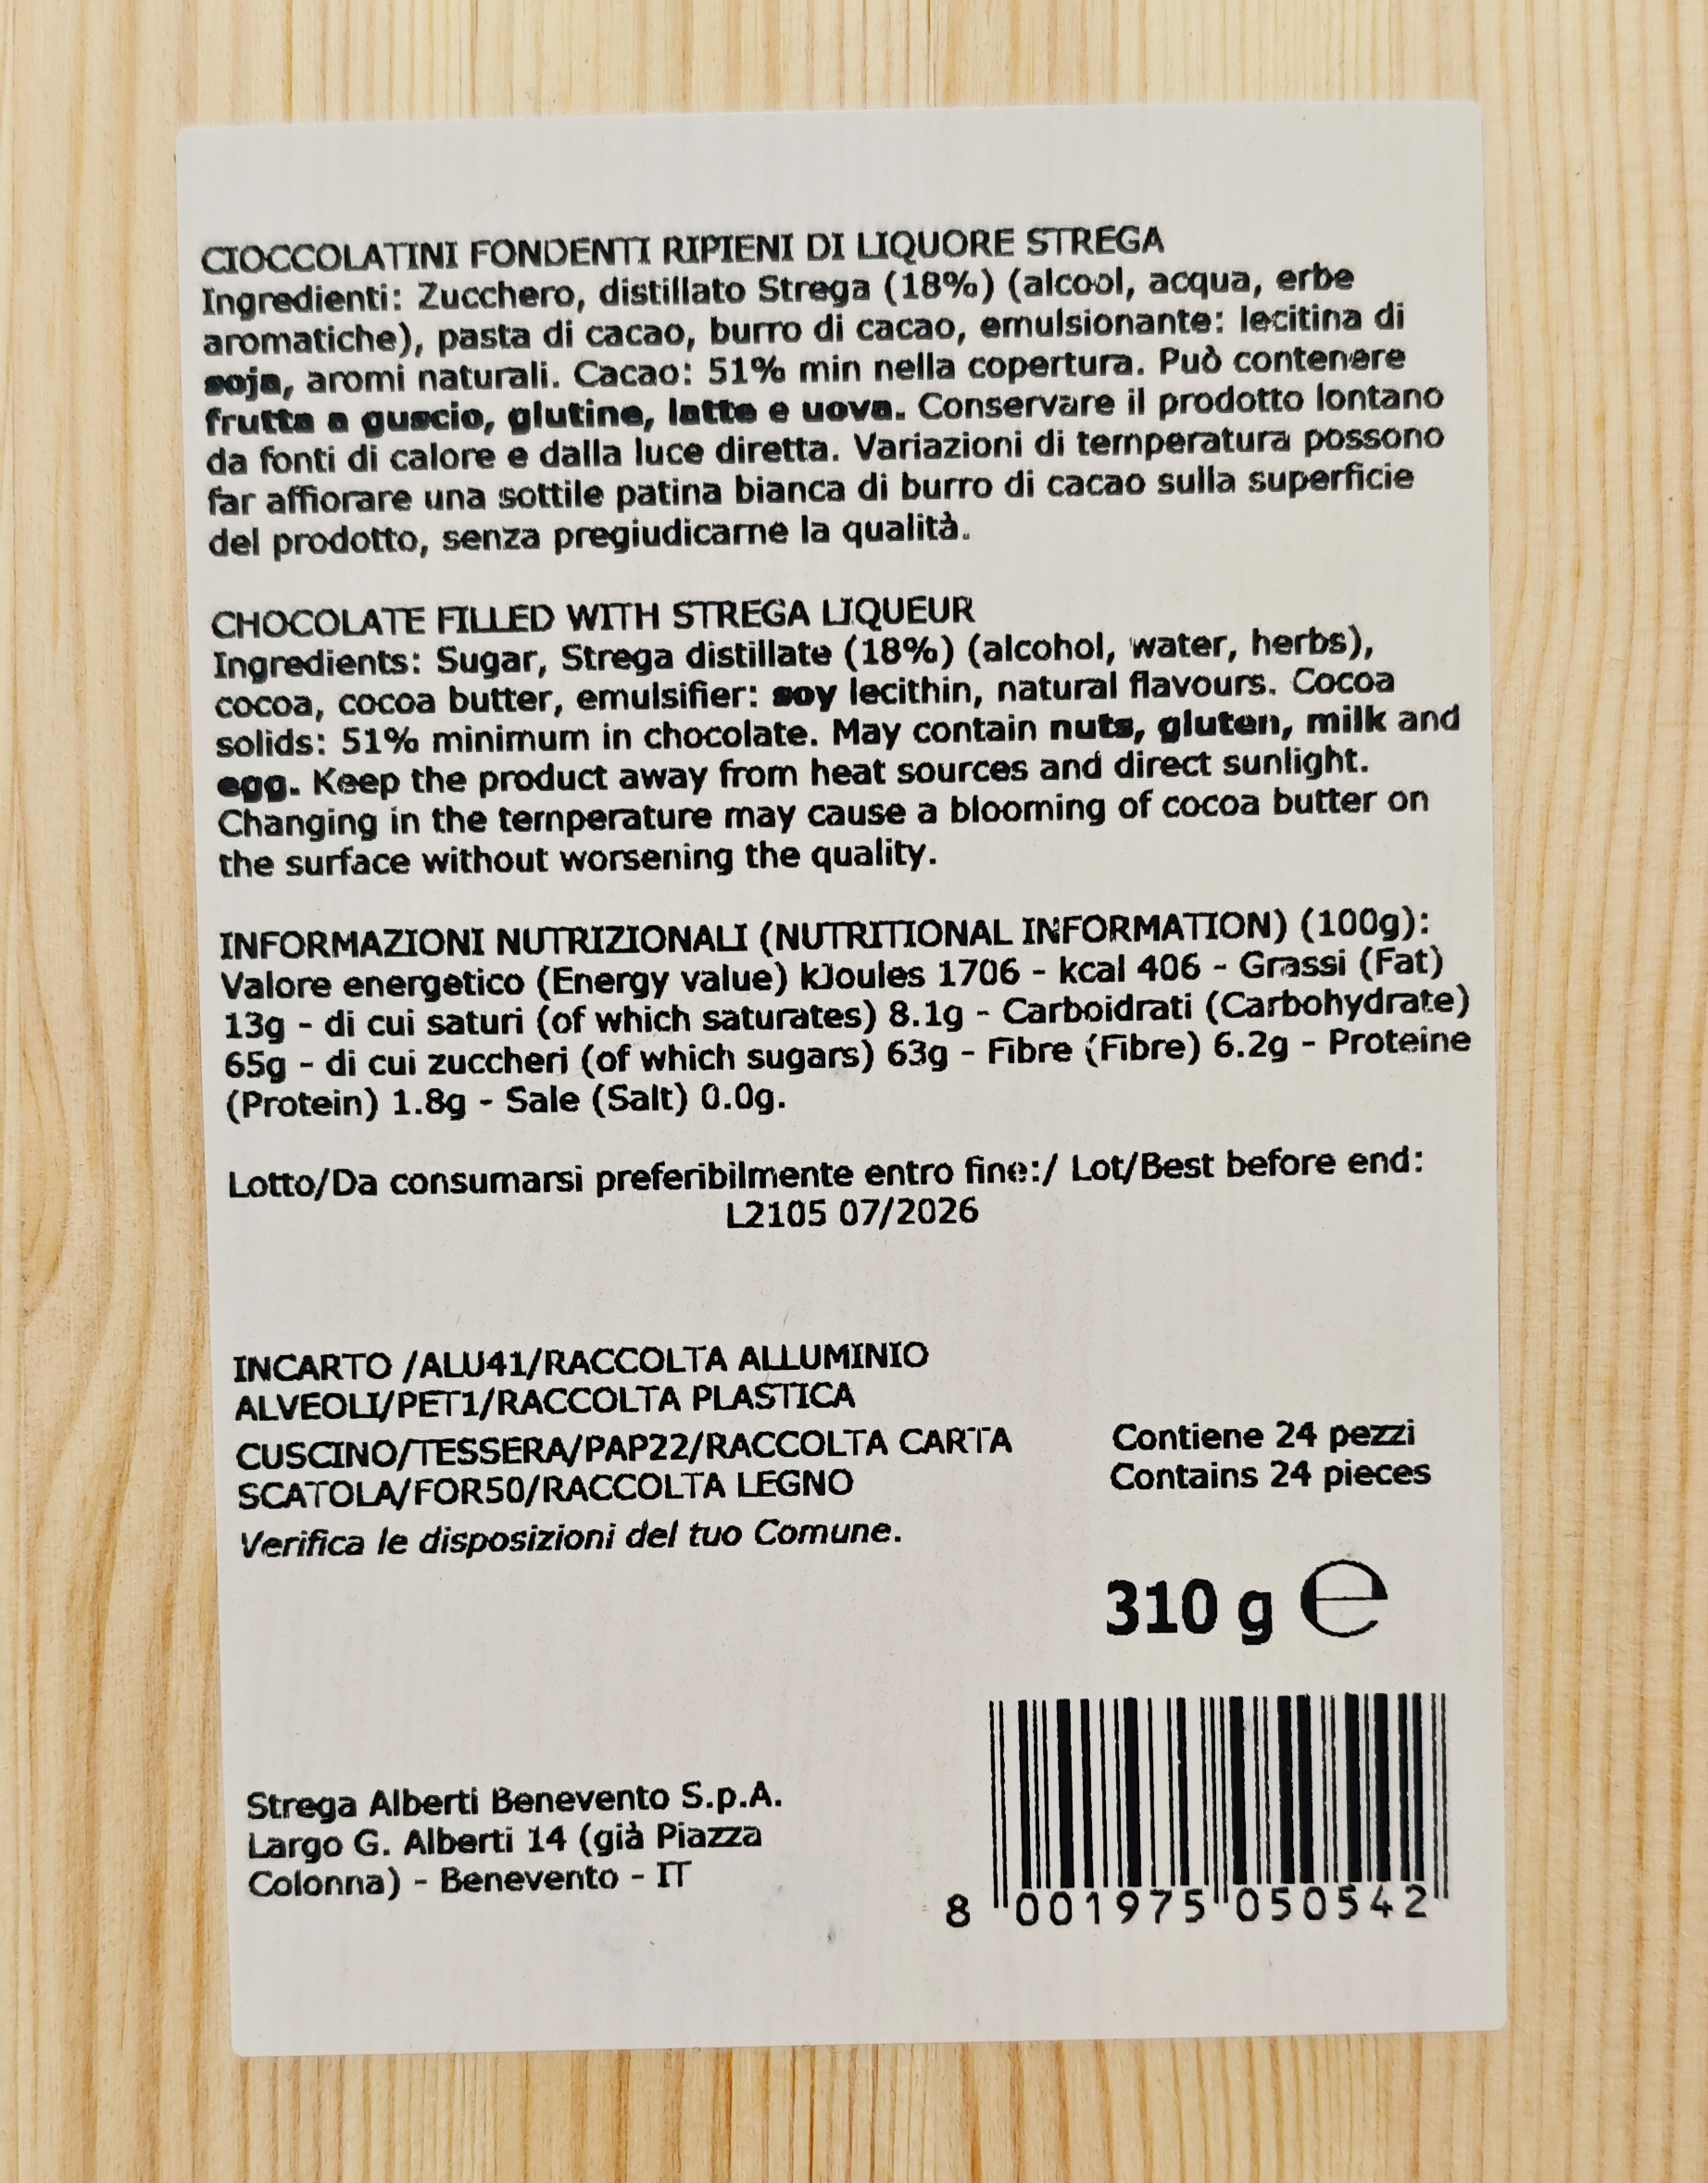 CIOCCOLATINI FONDENTI RIPIENI DI LIQUORE STREGA
Ingredienti: Zucchero, distillato Strega (18%) (alcool, acqua, erbe
aromatiche), pasta di cacao, burro di cacao, emulsionante: lecitina di
soja, aromi naturali. Cacao: 51% min nella copertura. Può contenere
frutta a guscio, glutine, latte e uova. Conservare il prodotto lontano
da fonti di calore e dalla luce diretta. Variazioni di temperatura possono
far affiorare una sottile patina bianca di burro di cacao sulla superficie
del prodotto, senza pregiudicarne la qualità.
CHOCOLATE FILLED WITH STREGA LIQUEUR
Ingredients: Sugar, Strega distillate (18%) (alcohol, water, herbs),
cocoa, cocoa butter, emulsifier: soy lecithin, natural flavours. Cocoa
solids: 51% minimum in chocolate. May contain nuts, gluten, milk and
egg. Keep the product away from heat sources and direct sunlight.
Changing in the temperature may cause a blooming of cocoa butter on
the surface without worsening the quality.
INFORMAZIONI NUTRIZIONALI (NUTRITIONAL INFORMATION) (100g):
Valore energetico (Energy value) kJoules 1706 - kcal 406 - Grassi (Fat)
13g - di cui saturi (of which saturates) 8.1g - Carboidrati (Carbohydrate)
65g - di cui zuccheri (of which sugars) 63g - Fibre (Fibre) 6.2g - Proteine
(Protein) 1.8g - Sale (Salt) 0.0g.
Lotto/Da consumarsi preferibilmente entro fine:/ Lot/Best before end:
L2105 07/2026
INCARTO /ALU41/RACCOLTA ALLUMINIO
ALVEOLI/PET1/RACCOLTA PLASTICA
CUSCINO/TESSERA/PAP22/RACCOLTA CARTA
SCATOLA/FOR50/RACCOLTA LEGNO
Verifica le disposizioni del tuo Comune.
Contiene 24 pezzi
Contains 24 pieces
310 g ℮
Strega Alberti Benevento S.p.A.
Largo G. Alberti 14 (già Piazza
Colonna) - Benevento - IT
8 001975 050542